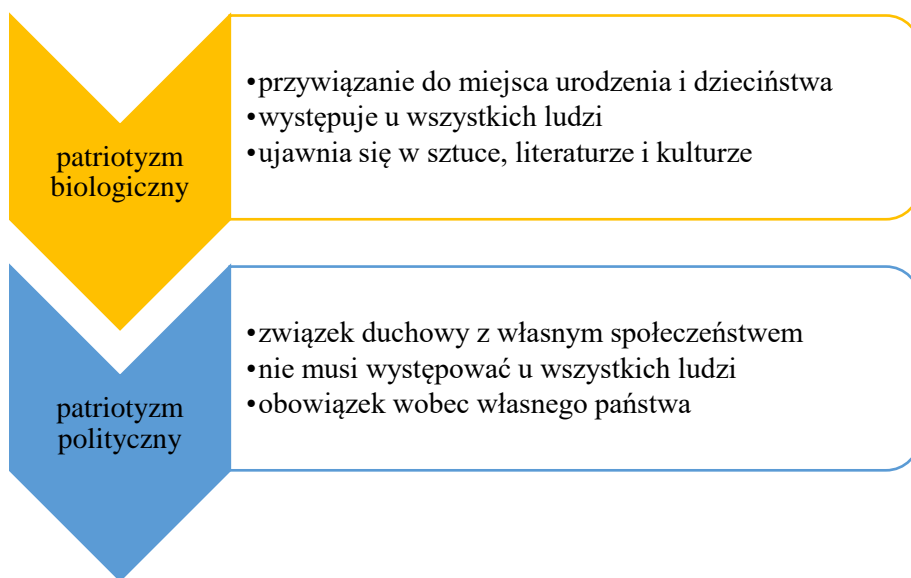 patriotyzm
biologiczny
•przywiązanie do miejsca urodzenia i dzieciństwa
•występuje u wszystkich ludzi
•ujawnia się w sztuce, literaturze i kulturze
patriotyzm
polityczny
•związek duchowy z własnym społeczeństwem
•nie musi występować u wszystkich ludzi
•obowiązek wobec własnego państwa